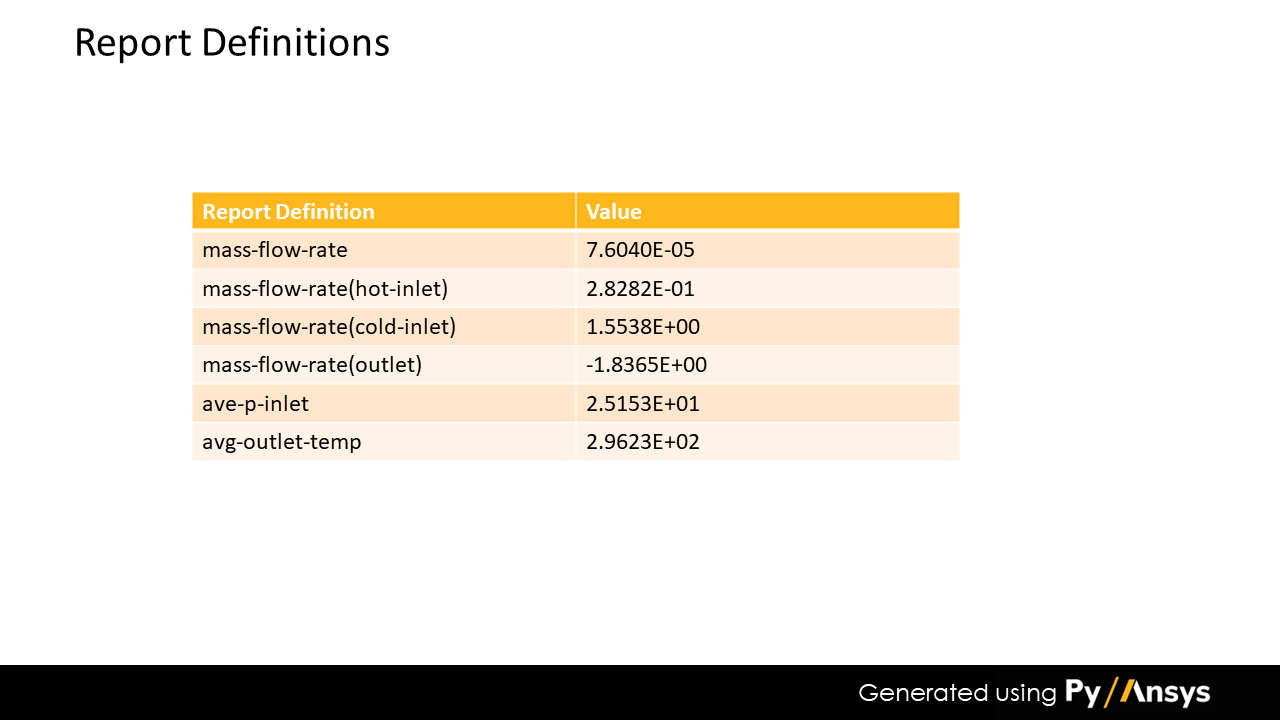 Report Definitions
Report Definition Value
mass-flow-rate 7.6040E-05
mass-flow-rate(hot-inlet) 2.8282E-01
mass-flow-rate(cold-inlet) 1.5538E+00
mass-flow-rate(outlet) -1.8365E+00
ave-p-inlet 2.5153E+01
avg-outlet-temp 2.9623E+02
Generated using Py//Ansys